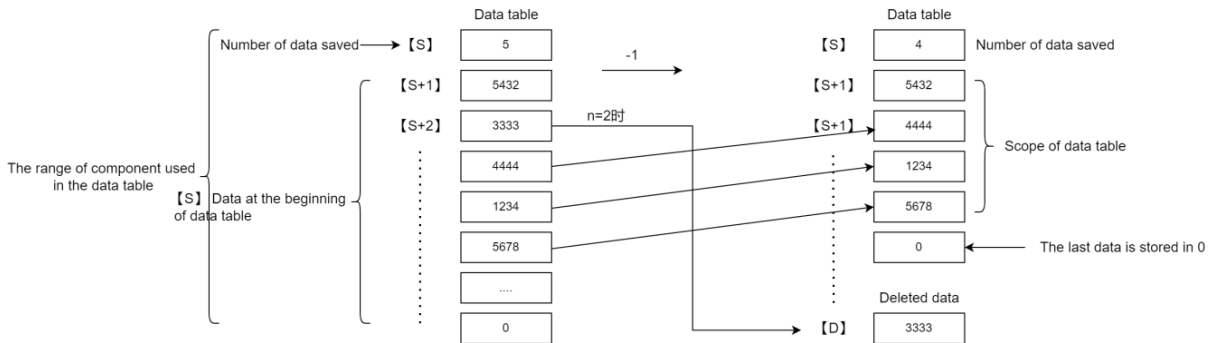 Data table
Number of data saved
【S】
5
【S+1】
5432
【S+2】
3333
4444
1234
5678
....
0
The range of component used
in the data table
【S】 Data at the beginning
of data table
-1
n=2时
Data table
【S】
4
Number of data saved
【S+1】
5432
【S+1】
4444
1234
5678
Scope of data table
0
The last data is stored in 0
Deleted data
【D】
3333